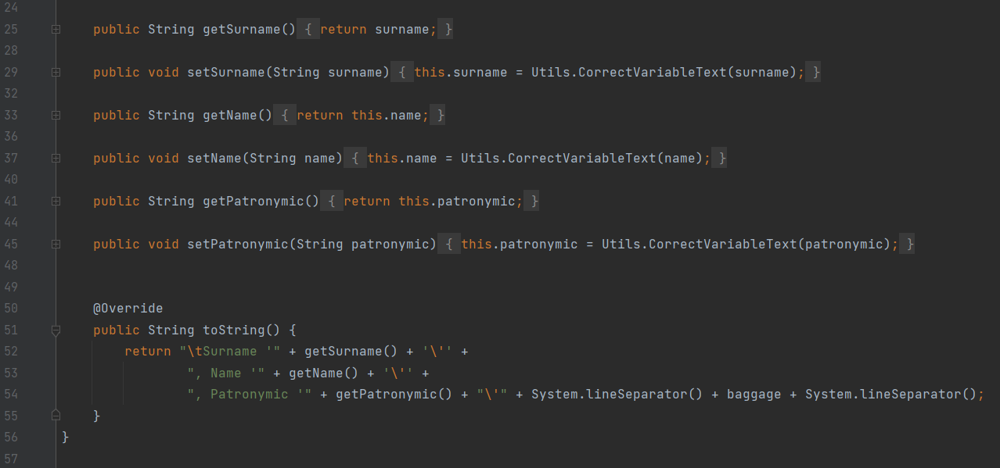 24
25 public String getSurname() { return surname; }
28
29 public void setSurname(String surname) { this.surname = Utils.CorrectVariableText(surname); }
32
33 public String getName() { return this.name; }
36
37 public void setName(String name) { this.name = Utils.CorrectVariableText(name); }
40
41 public String getPatronymic() { return this.patronymic; }
44
45 public void setPatronymic(String patronymic) { this.patronymic = Utils.CorrectVariableText(patronymic); }
48
49
50 @Override
51 public String toString() {
52 return "\tSurname '" + getSurname() + '\'' +
53 ", Name '" + getName() + '\'' +
54 ", Patronymic '" + getPatronymic() + "\'" + System.lineSeparator() + baggage + System.lineSeparator();
55 }
56 }
57